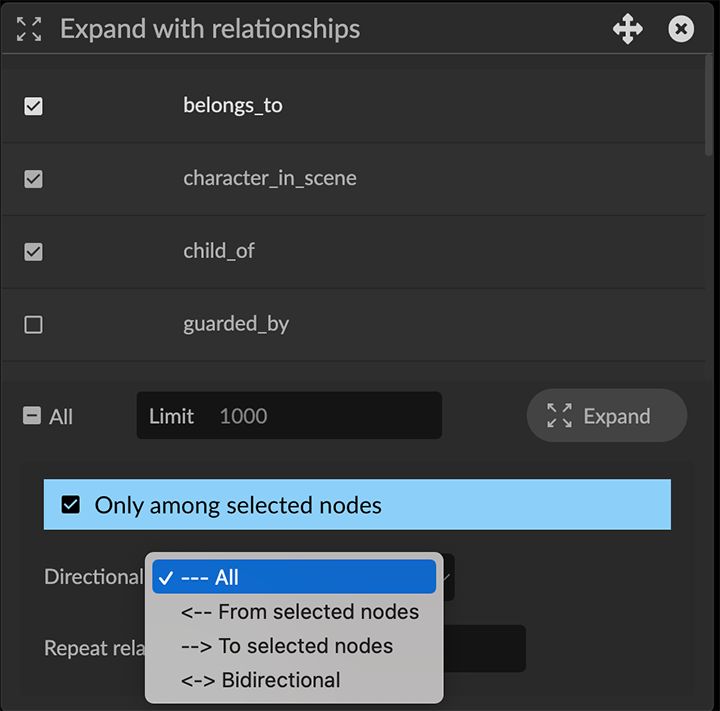 Expand with relationships
belongs_to
character_in_scene
child_of
guarded_by
All
Limit 1000
Expand
Only among selected nodes
Directional
✓ --- All
<-- From selected nodes
--> To selected nodes
<-> Bidirectional
Repeat rela